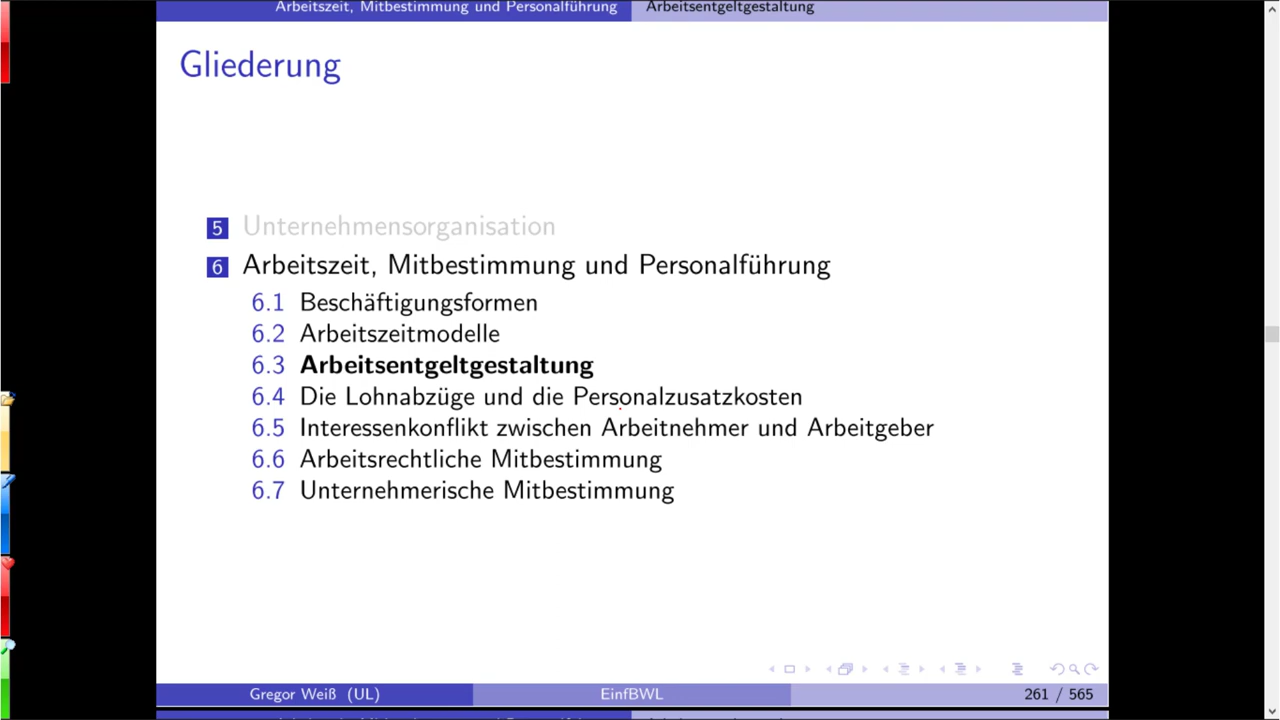 Arbeitszeit, Mitbestimmung und Personalführung Arbeitsentgeltgestaltung
Gliederung
5 Unternehmensorganisation
6 Arbeitszeit, Mitbestimmung und Personalführung
6.1 Beschäftigungsformen
6.2 Arbeitszeitmodelle
6.3 Arbeitsentgeltgestaltung
6.4 Die Lohnabzüge und die Personalzusatzkosten
6.5 Interessenkonflikt zwischen Arbeitnehmer und Arbeitgeber
6.6 Arbeitsrechtliche Mitbestimmung
6.7 Unternehmerische Mitbestimmung
Gregor Weiß (UL) EinfBWL 261 / 565